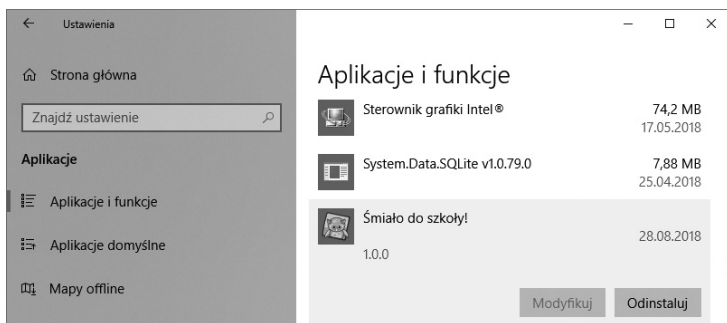 Ustawienia
Strona główna
Znajdź ustawienie
Aplikacje
Aplikacje i funkcje
Aplikacje domyślne
Mapy offline
Aplikacje i funkcje
Sterownik grafiki Intel® 74,2 MB
17.05.2018
System.Data.SQLite v1.0.79.0 7,88 MB
25.04.2018
Śmiało do szkoły!
28.08.2018
1.0.0
Modyfikuj Odinstaluj